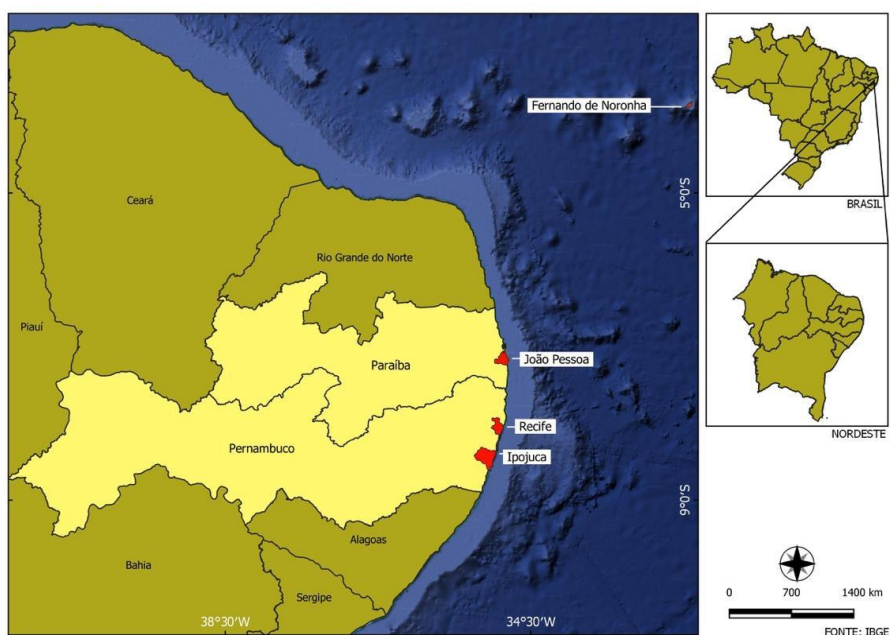 Fernando de Noronha
5°0'S
BRASIL
Ceará
Rio Grande do Norte
Piauí
Paraíba
João Pessoa
Recife
Pernambuco
Ipojuca
NORDESTE
9°0'S
Alagoas
Bahia
Sergipe
38°30'W
34°30'W
0 700 1400 km
FONTE: IBGE